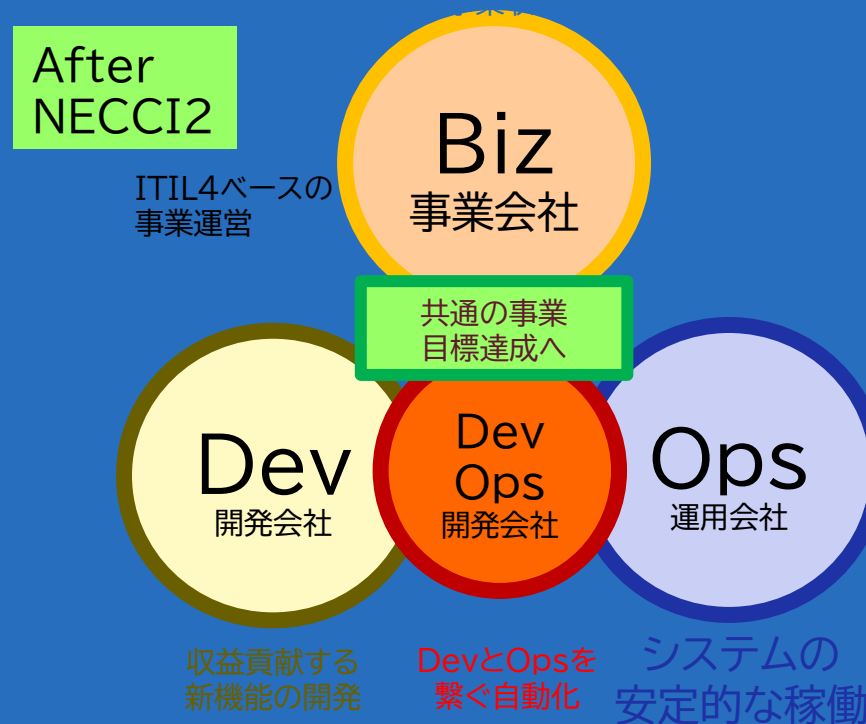 After
NECCI2
ITIL4ベースの
事業運営
Biz
事業会社
共通の事業
目標達成へ
Dev
開発会社
Dev
Ops
開発会社
Ops
運用会社
収益貢献する
新機能の開発
DevとOpsを
繋ぐ自動化
システムの
安定的な稼働